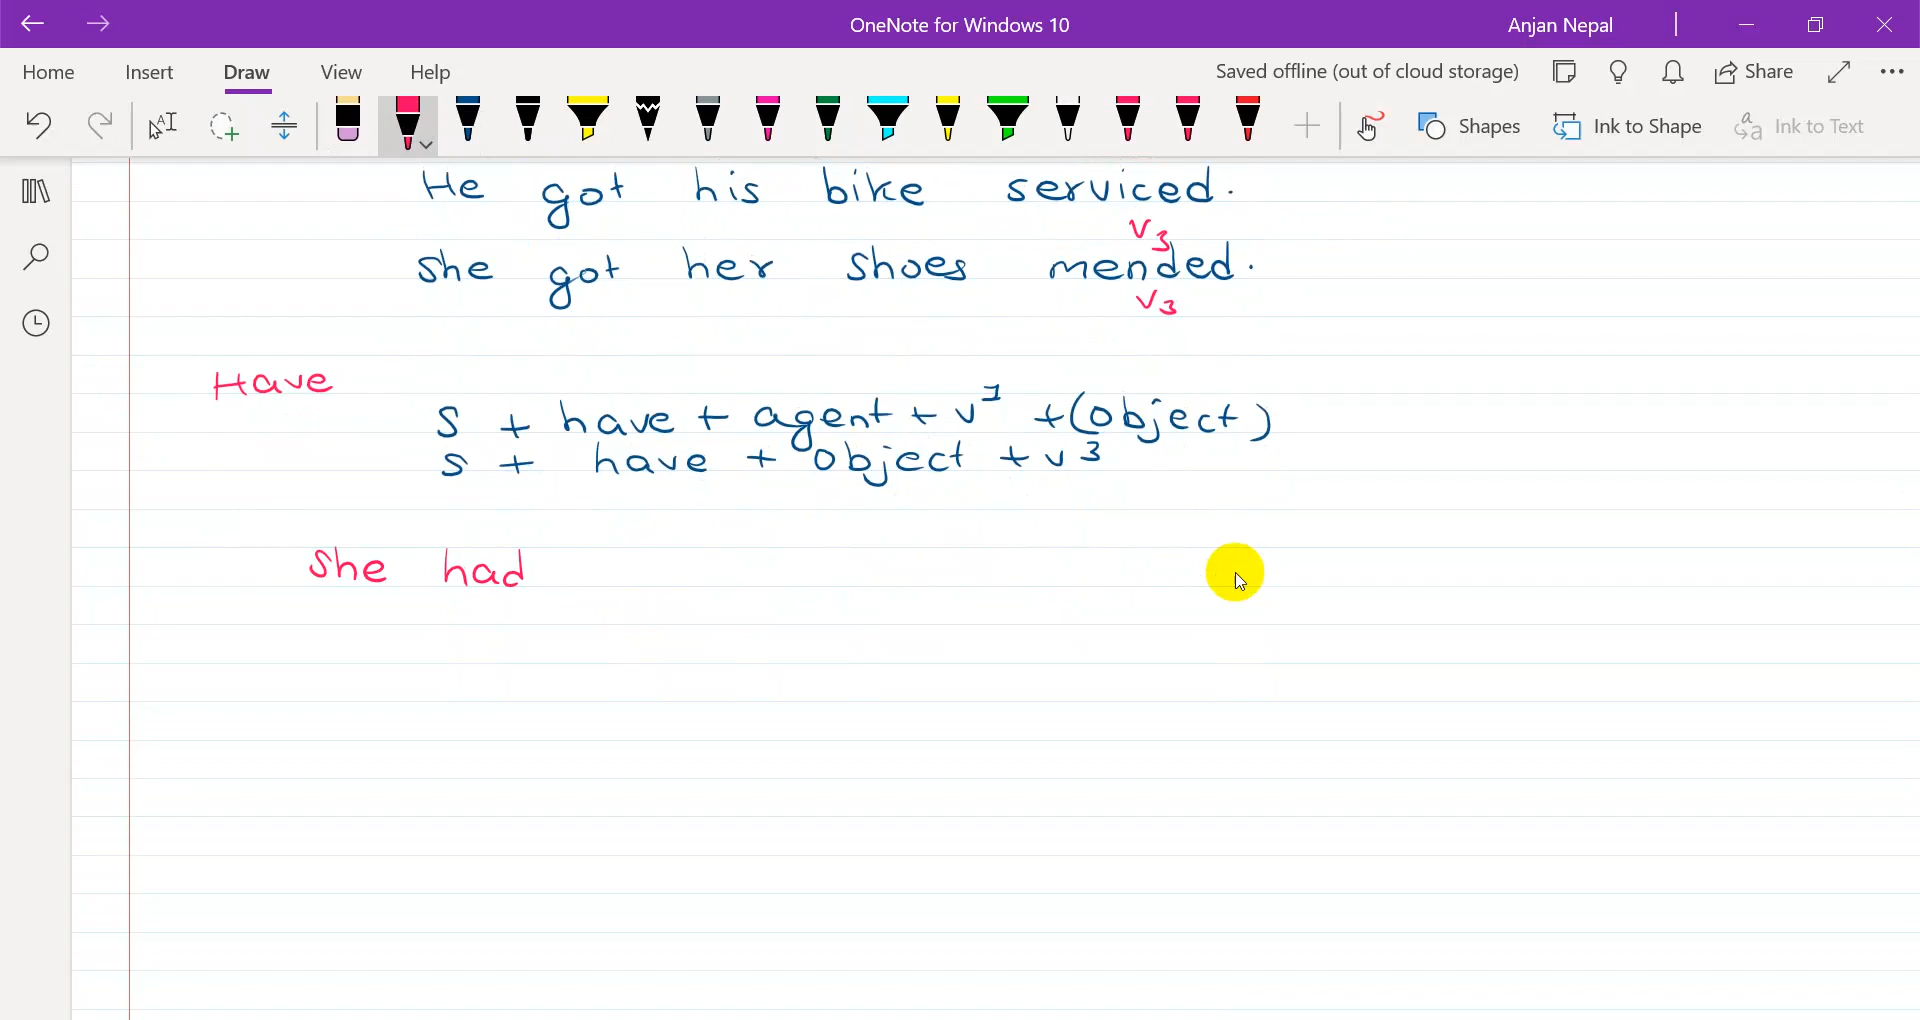 OneNote for Windows 10
Anjan Nepal
Home Insert Draw View Help
Saved offline (out of cloud storage)
Share
Shapes
Ink to Shape
Ink to Text
He got his bike serviced.
V3
She got her shoes mended.
V3
Have
S + have + agent + v1 + (object)
S + have + object + v3
She had